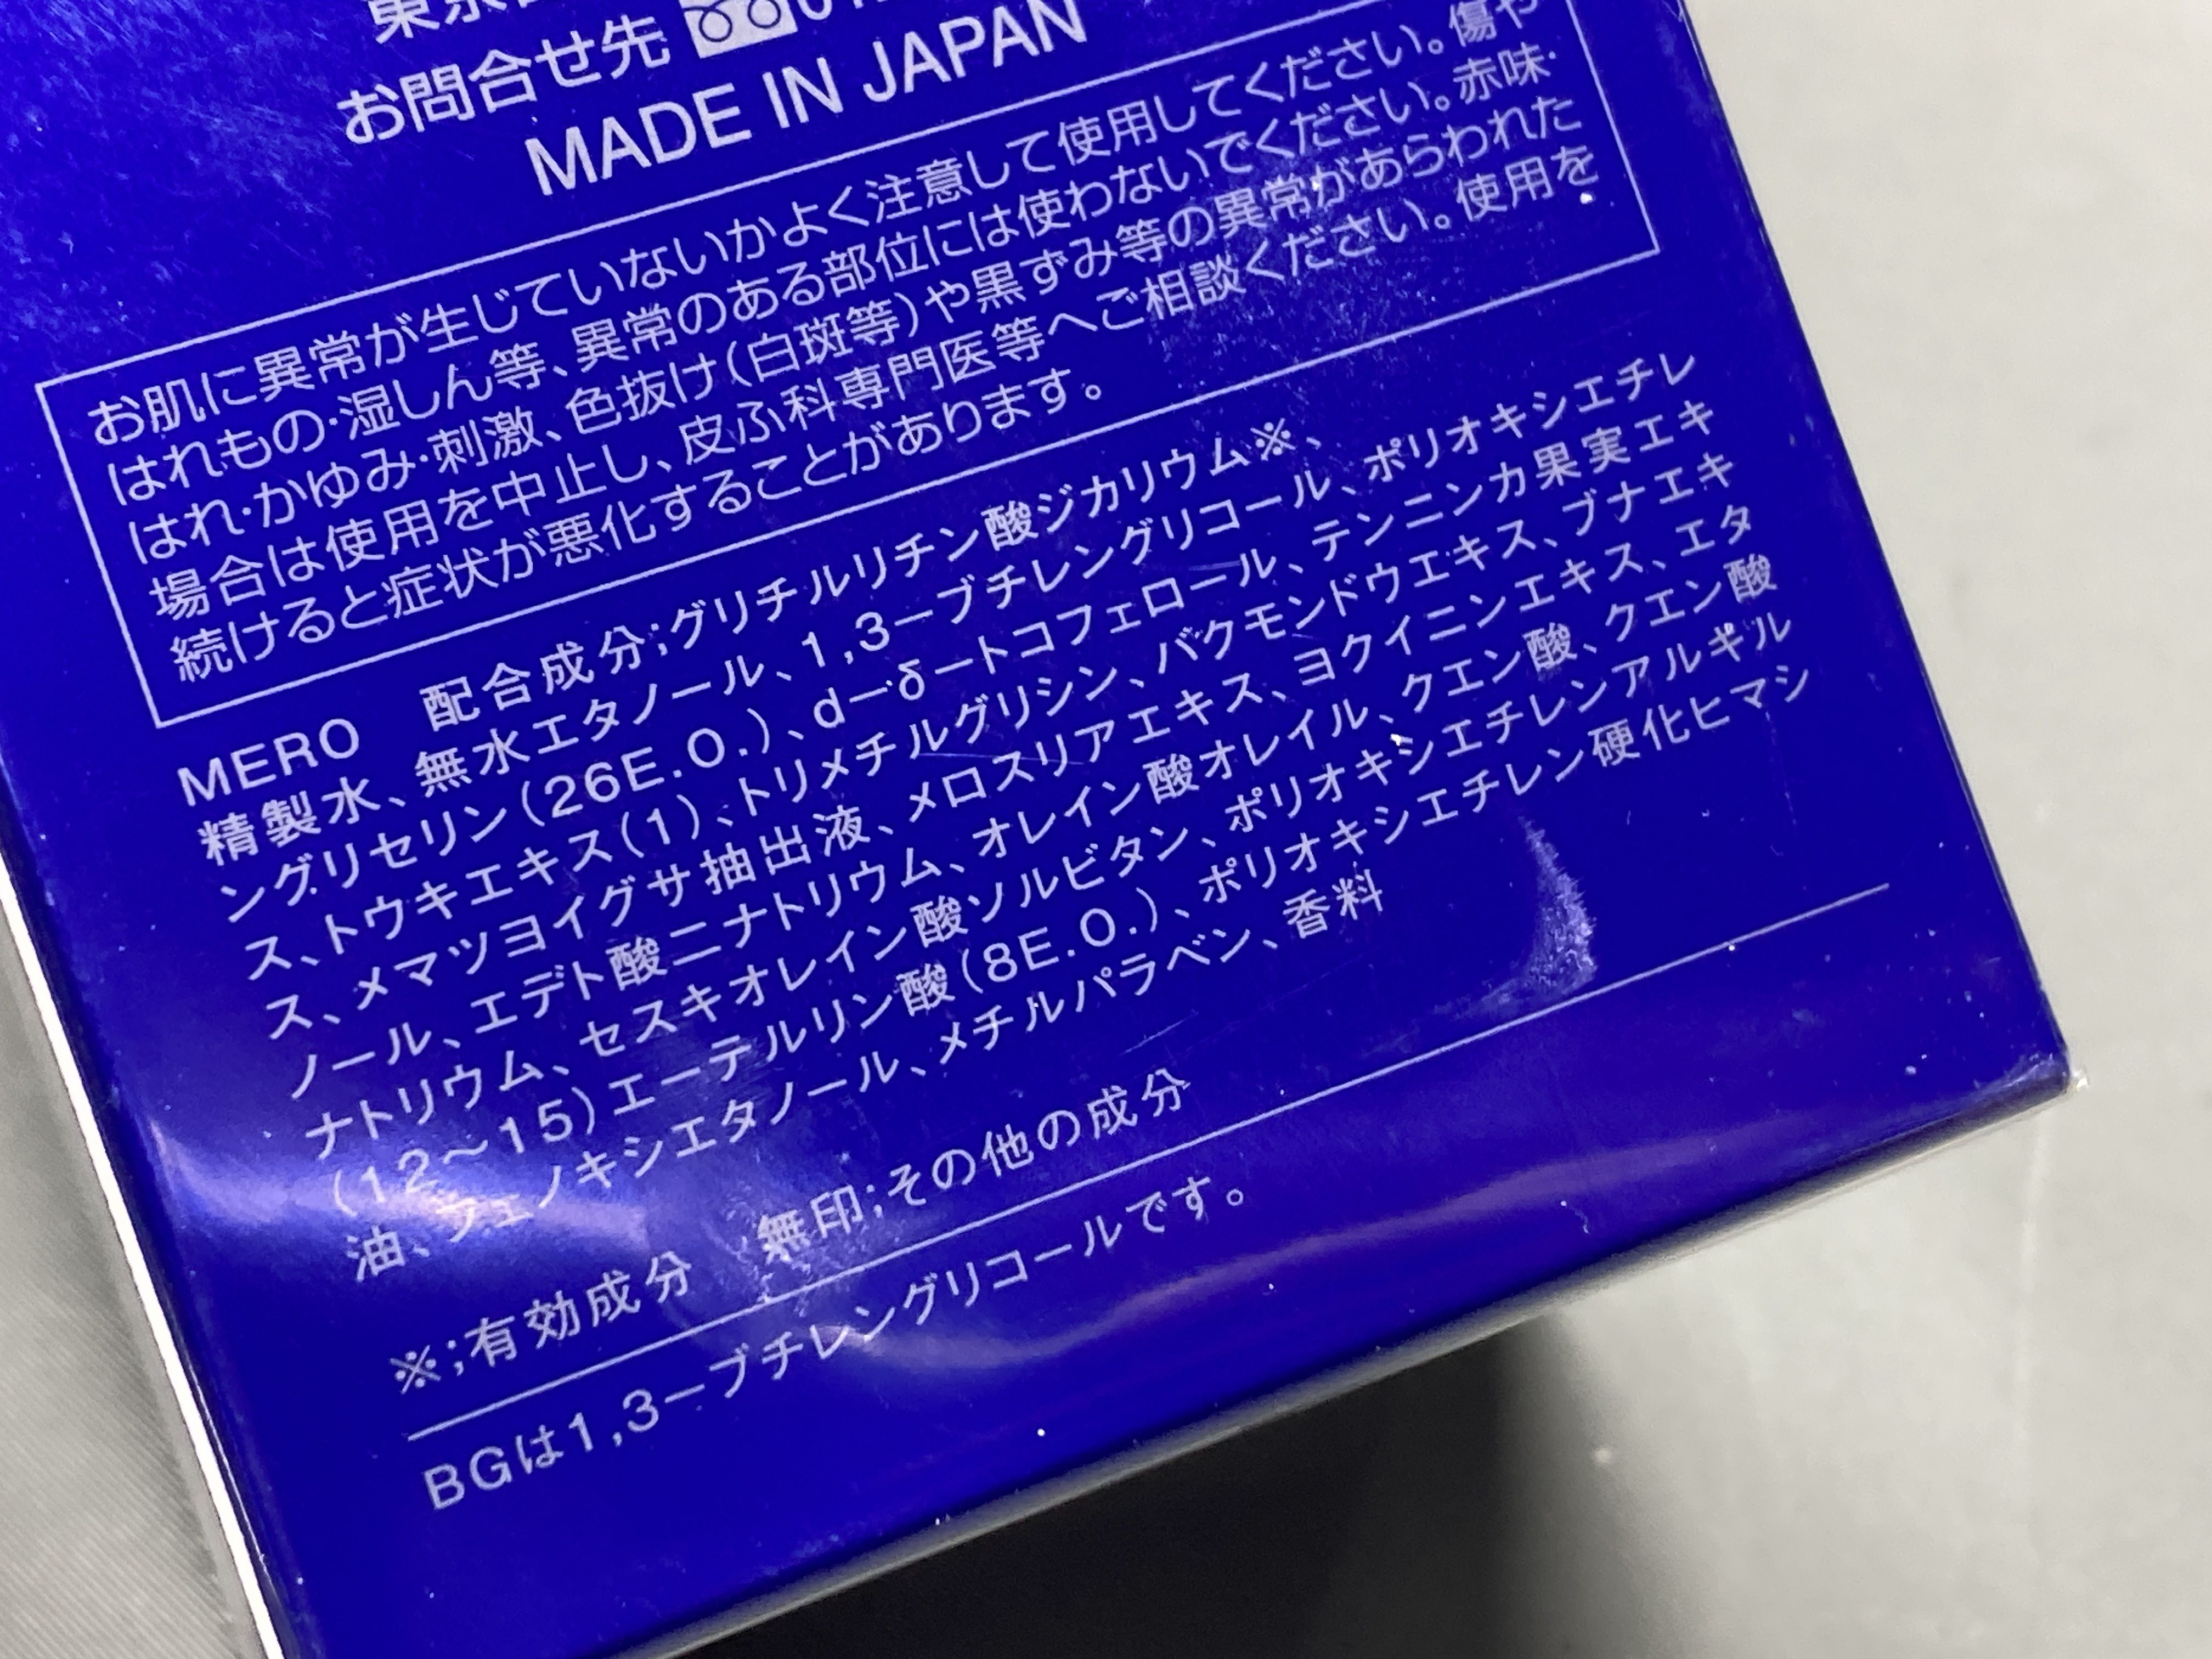 お問合せ先
MADE IN JAPAN
お肌に異常が生じていないかよく注意して使用してください。傷や
はれもの・湿しん等、異常のある部位には使わないでください。赤味・
はれ・かゆみ・刺激、色抜け(白斑等)や黒ずみ等の異常があらわれた
場合は使用を中止し、皮ふ科専門医等へご相談ください。使用を
続けると症状が悪化することがあります。
MERO 配合成分;グリチルリチン酸ジカリウム※、
精製水、無水エタノール、1,3ーブチレングリコール、ポリオキシエチレ
ングリセリン(26E.O.)、dーδートコフェロール、テンニンカ果実エキ
ス、トウキエキス(1)、トリメチルグリシン、バクモンドウエキス、ブナエキ
ス、メマツヨイグサ抽出液、メロスリアエキス、ヨクイニンエキス、エタ
ノール、エデト酸二ナトリウム、オレイン酸オレイル、クエン酸、クエン酸
ナトリウム、セスキオレイン酸ソルビタン、ポリオキシエチレンアルキル
(12〜15)エーテルリン酸(8E.O.)、ポリオキシエチレン硬化ヒマシ
油、フェノキシエタノール、メチルパラベン、香料
※;有効成分 無印;その他の成分
BGは1,3ーブチレングリコールです。